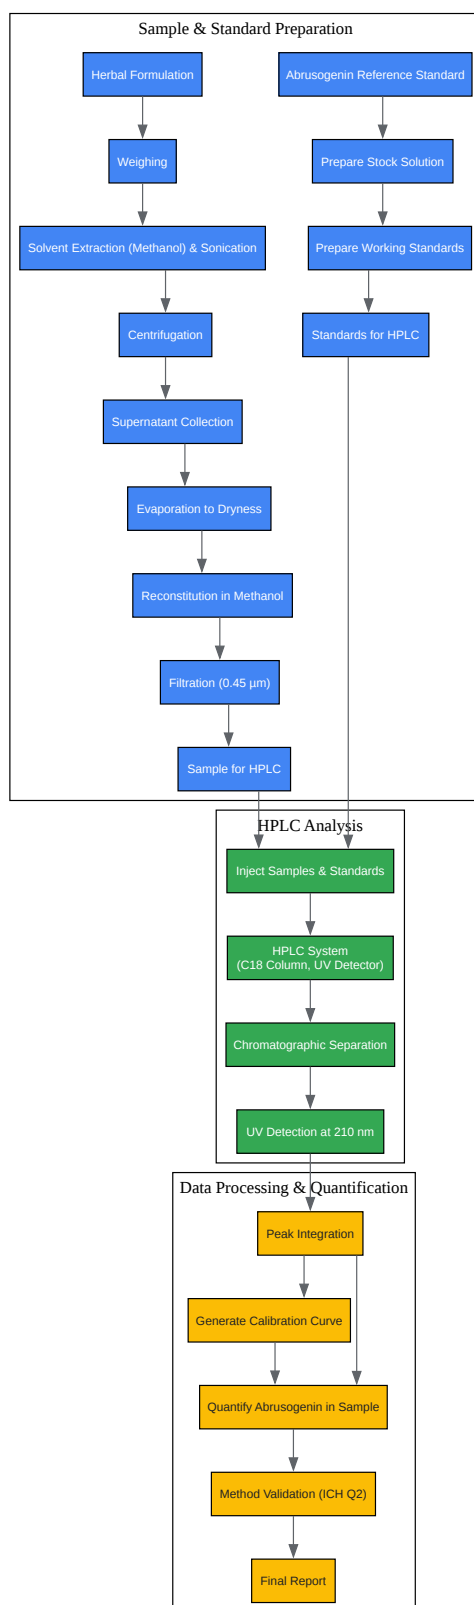 Sample & Standard Preparation
Herbal Formulation
Abrusogenin Reference Standard
Weighing
Prepare Stock Solution
Solvent Extraction (Methanol) & Sonication
Prepare Working Standards
Centrifugation
Standards for HPLC
Supernatant Collection
Evaporation to Dryness
Reconstitution in Methanol
Filtration (0.45 µm)
Sample for HPLC
HPLC Analysis
Inject Samples & Standards
HPLC System
(C18 Column, UV Detector)
Chromatographic Separation
UV Detection at 210 nm
Data Processing & Quantification
Peak Integration
Generate Calibration Curve
Quantify Abrusogenin in Sample
Method Validation (ICH Q2)
Final Report